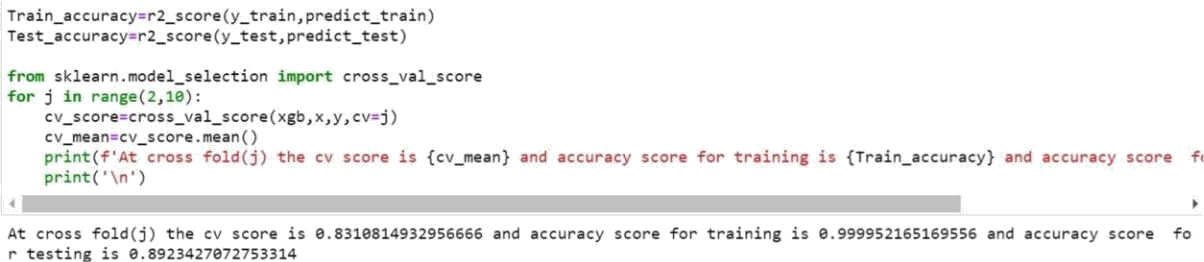 Train_accuracy=r2_score(y_train,predict_train)
Test_accuracy=r2_score(y_test,predict_test)
from sklearn.model_selection import cross_val_score
for j in range(2,10):
    cv_score=cross_val_score(xgb,x,y,cv=j)
    cv_mean=cv_score.mean()
    print(f'At cross fold(j) the cv score is {cv_mean} and accuracy score for training is {Train_accuracy} and accuracy score  fo
    print('\n')
At cross fold(j) the cv score is 0.8310814932956666 and accuracy score for training is 0.999952165169556 and accuracy score  fo
r testing is 0.8923427072753314